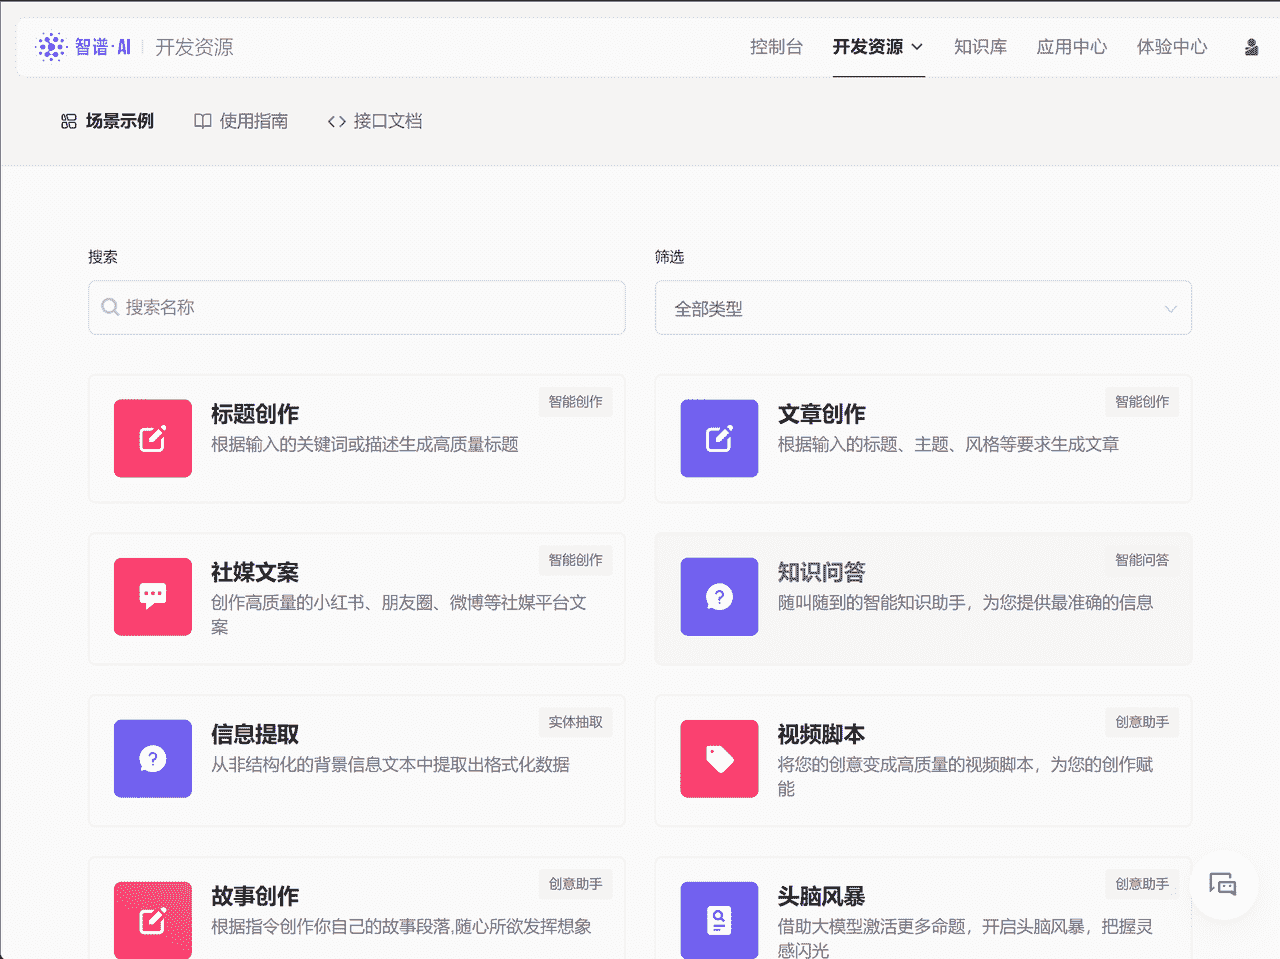 智谱·AI 开发资源 控制台 开发资源 知识库 应用中心 体验中心
场景示例 使用指南 接口文档
搜索
搜索名称
筛选
全部类型
标题创作 智能创作
根据输入的关键词或描述生成高质量标题
文章创作 智能创作
根据输入的标题、主题、风格等要求生成文章
社媒文案 智能创作
创作高质量的小红书、朋友圈、微博等社媒平台文
案
知识问答 智能问答
随叫随到的智能知识助手，为您提供最准确的信息
信息提取 实体抽取
从非结构化的背景信息文本中提取出格式化数据
视频脚本 创意助手
将您的创意变成高质量的视频脚本，为您的创作赋
能
故事创作 创意助手
根据指令创作你自己的故事段落,随心所欲发挥想象
头脑风暴 创意助手
借助大模型激活更多命题，开启头脑风暴，把握灵
感闪光